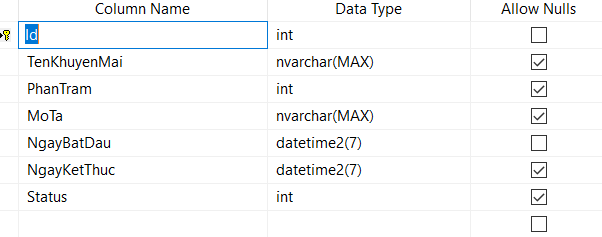 Column Name Data Type Allow Nulls
Id int
TenKhuyenMai nvarchar(MAX)
PhanTram int
MoTa nvarchar(MAX)
NgayBatDau datetime2(7)
NgayKetThuc datetime2(7)
Status int